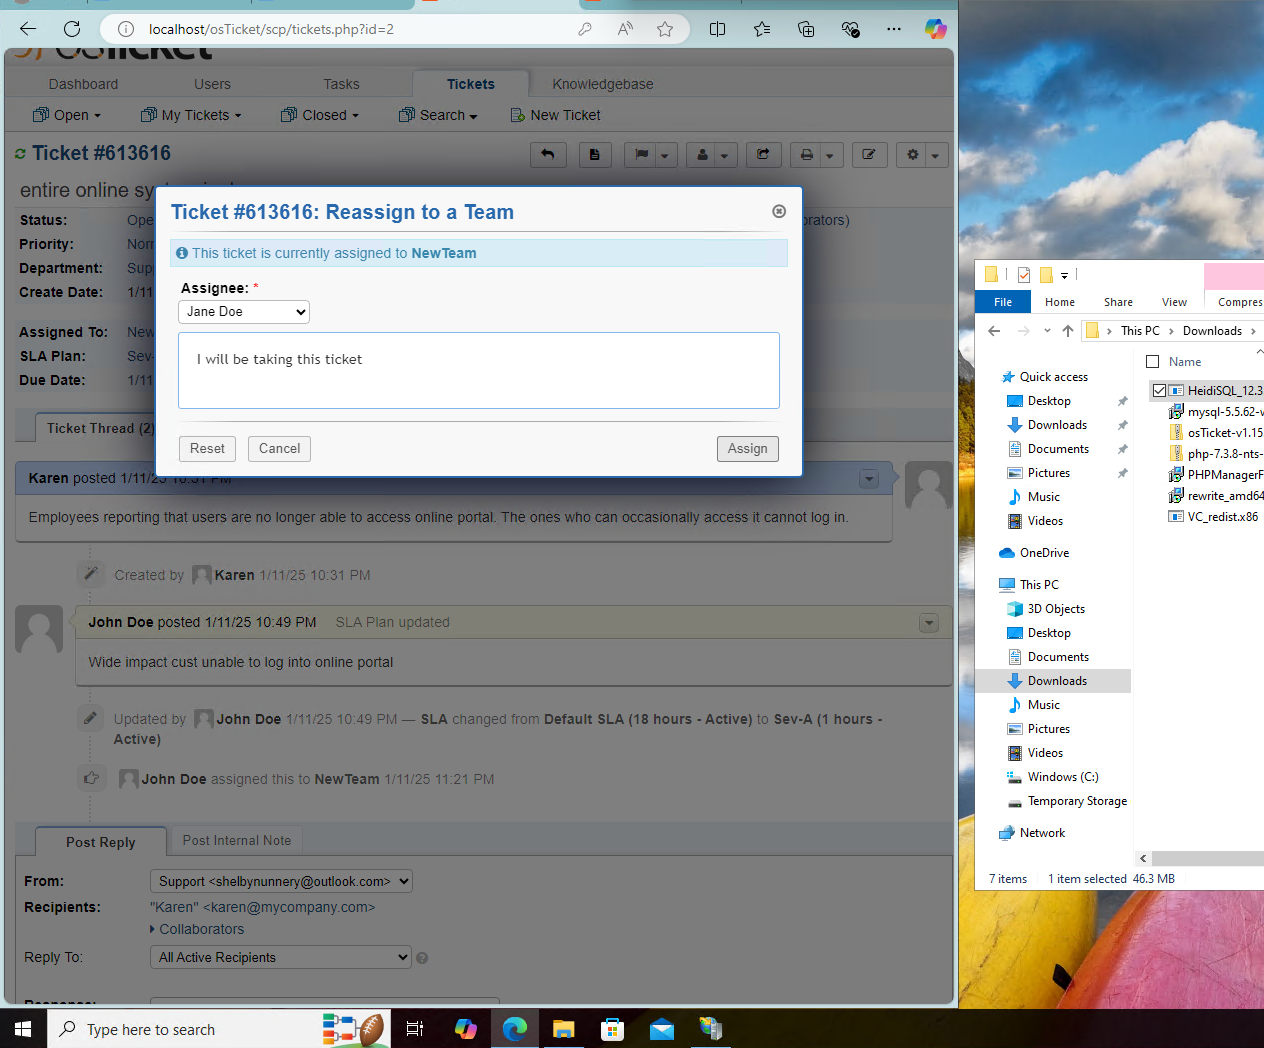 localhost/osTicket/scp/tickets.php?id=2
osTicket
Dashboard
Users
Tasks
Tickets
Knowledgebase
Open
My Tickets
Closed
Search
New Ticket
Ticket #613616
entire online
Status:
Priority:
Department:
Create Date:
1/11
Assigned To:
New
SLA Plan:
Sev-
Due Date:
1/11
Ticket #613616: Reassign to a Team
This ticket is currently assigned to NewTeam
Assignee: *
Jane Doe
I will be taking this ticket
Reset
Cancel
Assign
Ticket Thread (2)
Karen posted 1/11/25 10:31 PM
Employees reporting that users are no longer able to access online portal. The ones who can occasionally access it cannot log in.
Created by Karen 1/11/25 10:31 PM
John Doe posted 1/11/25 10:49 PM SLA Plan updated
Wide impact cust unable to log into online portal
Updated by John Doe 1/11/25 10:49 PM — SLA changed from Default SLA (18 hours - Active) to Sev-A (1 hours -
Active)
John Doe assigned this to NewTeam 1/11/25 11:21 PM
Post Reply
Post Internal Note
From:
Support <shelbynunnery@outlook.com>
Recipients:
"Karen" <karen@mycompany.com>
Collaborators
Reply To:
All Active Recipients
File
Home
Share
View
Compres
This PC > Downloads >
Name
Quick access
Desktop
Downloads
Documents
Pictures
Music
Videos
OneDrive
This PC
3D Objects
Desktop
Documents
Downloads
Music
Pictures
Videos
Windows (C:)
Temporary Storage
Network
HeidiSQL_12.3
mysql-5.5.62-w
osTicket-v1.15
php-7.3.8-nts-
PHPManagerF
rewrite_amd64
VC_redist.x86
7 items
1 item selected 46.3 MB
Type here to search